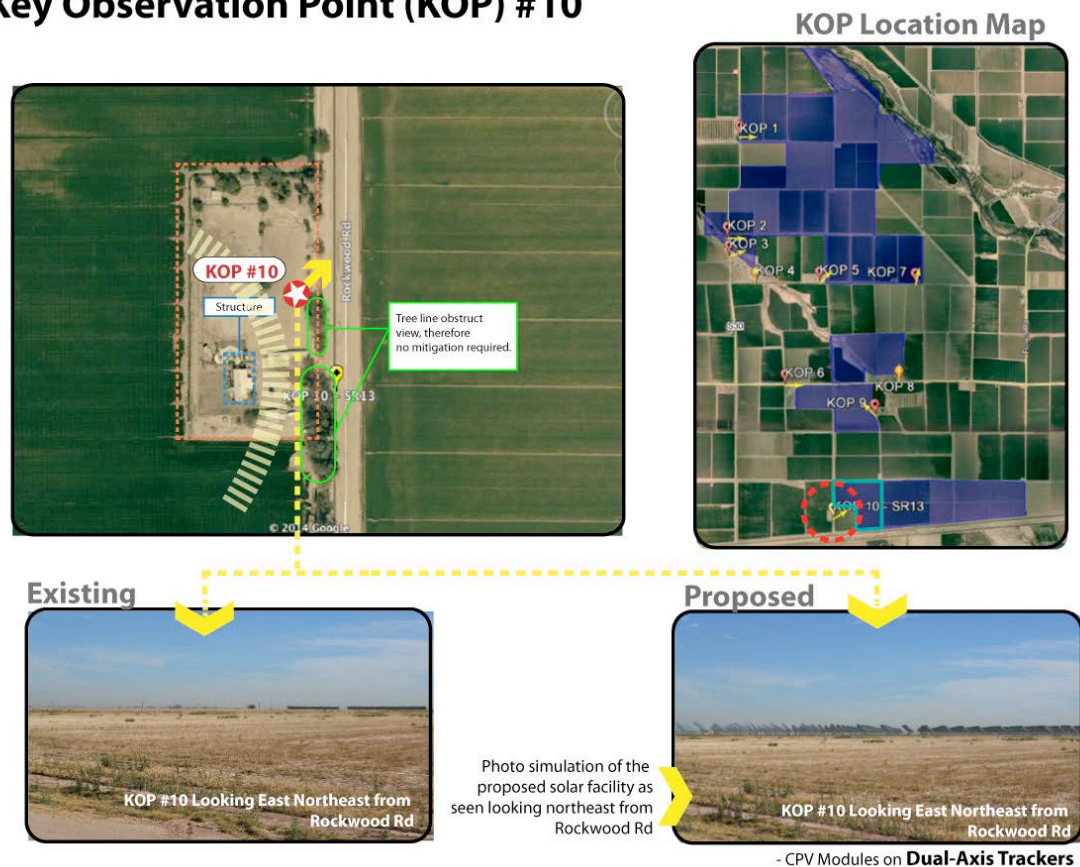 Key Observation Point (KOP) #10
KOP Location Map
KOP #10
Structure
Rockwood Rd
Tree line obstruct
view, therefore
no mitigation required.
KOP 10 - SR13
© 2014 Google
KOP 1
KOP 2
KOP 3
KOP 4
KOP 5
KOP 7
S30
KOP 6
KOP 8
KOP 9
KOP 10 - SR13
Existing
Proposed
KOP #10 Looking East Northeast from
Rockwood Rd
Photo simulation of the
proposed solar facility as
seen looking northeast from
Rockwood Rd
KOP #10 Looking East Northeast from
Rockwood Rd
- CPV Modules on Dual-Axis Trackers